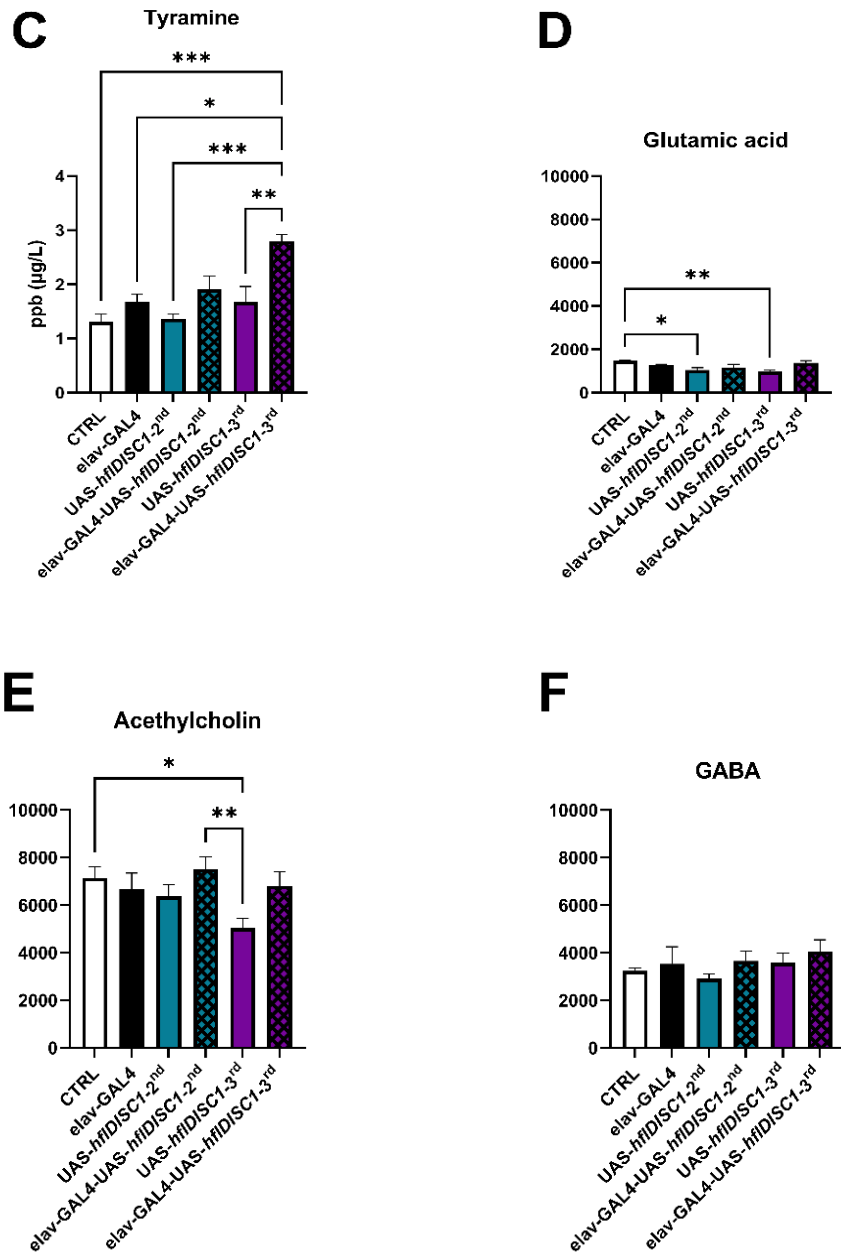 C
Tyramine
***
*
***
**
4
3
2
1
0
ppb (µg/L)
CTRL
elav-GAL4
UAS-hflDISC1-2nd
elav-GAL4-UAS-hflDISC1-2nd
UAS-hflDISC1-3rd
elav-GAL4-UAS-hflDISC1-3rd
D
Glutamic acid
**
*
10000
8000
6000
4000
2000
0
CTRL
elav-GAL4
UAS-hflDISC1-2nd
elav-GAL4-UAS-hflDISC1-2nd
UAS-hflDISC1-3rd
elav-GAL4-UAS-hflDISC1-3rd
E
Acethylcholin
*
**
10000
8000
6000
4000
2000
0
CTRL
elav-GAL4
UAS-hflDISC1-2nd
elav-GAL4-UAS-hflDISC1-2nd
UAS-hflDISC1-3rd
elav-GAL4-UAS-hflDISC1-3rd
F
GABA
10000
8000
6000
4000
2000
0
CTRL
elav-GAL4
UAS-hflDISC1-2nd
elav-GAL4-UAS-hflDISC1-2nd
UAS-hflDISC1-3rd
elav-GAL4-UAS-hflDISC1-3rd